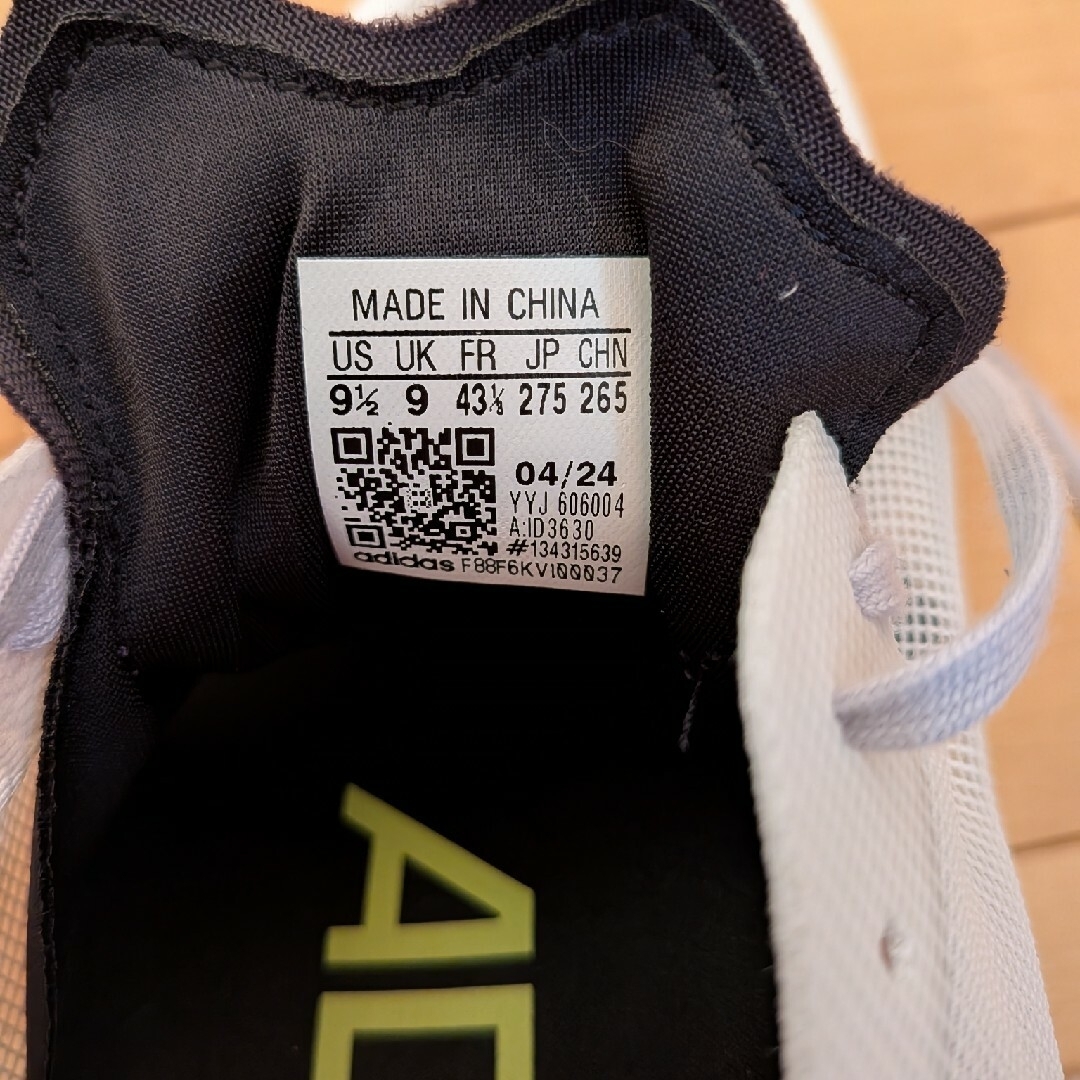 MADE IN CHINA
US UK FR JP CHN
9½ 9 43⅓ 275 265
04/24
YYJ 606004
A:ID3630
#134315639
adidas F88F6KV100037